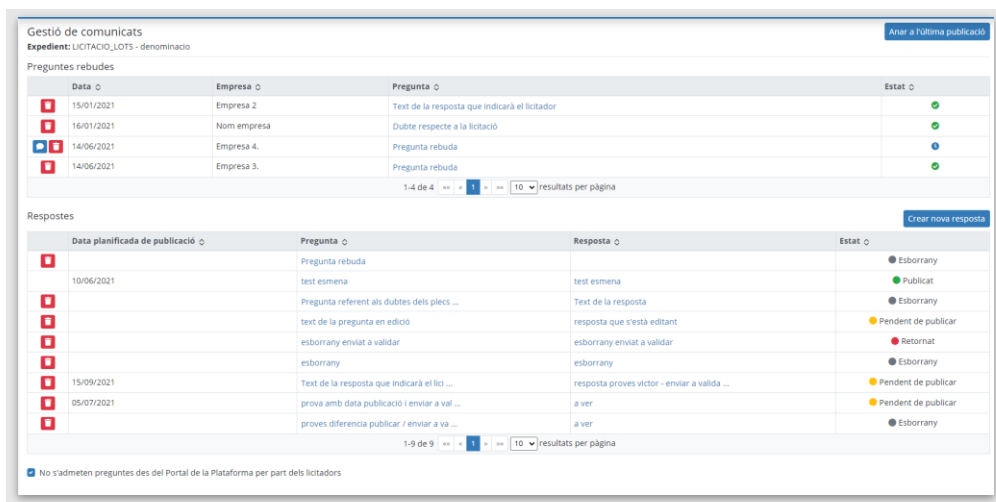 Gestió de comunicats
Anar a l'última publicació
Expedient: LICITACIO_LOTS - denominacio
Preguntes rebudes
Data Empresa Pregunta Estat
15/01/2021 Empresa 2 Text de la resposta que indicarà el licitador
16/01/2021 Nom empresa Dubte respecte a la licitació
14/06/2021 Empresa 4. Pregunta rebuda
14/06/2021 Empresa 3. Pregunta rebuda
1-4 de 4 «« « 1 » »» 10 resultats per pàgina
Respostes
Crear nova resposta
Data planificada de publicació Pregunta Resposta Estat
Pregunta rebuda Esborrany
10/06/2021 test esmena test esmena Publicat
Pregunta referent als dubtes dels plecs ... Text de la resposta Esborrany
text de la pregunta en edició resposta que s'està editant Pendent de publicar
esborrany enviat a validar esborrany enviat a validar Retornat
esborrany esborrany Esborrany
15/09/2021 Text de la resposta que indicarà el lici ... resposta proves victor - enviar a valida ... Pendent de publicar
05/07/2021 prova amb data publicació i enviar a val ... a ver Pendent de publicar
proves diferencia publicar / enviar a va ... a ver Esborrany
1-9 de 9 «« « 1 » »» 10 resultats per pàgina
No s'admeten preguntes des del Portal de la Plataforma per part dels licitadors